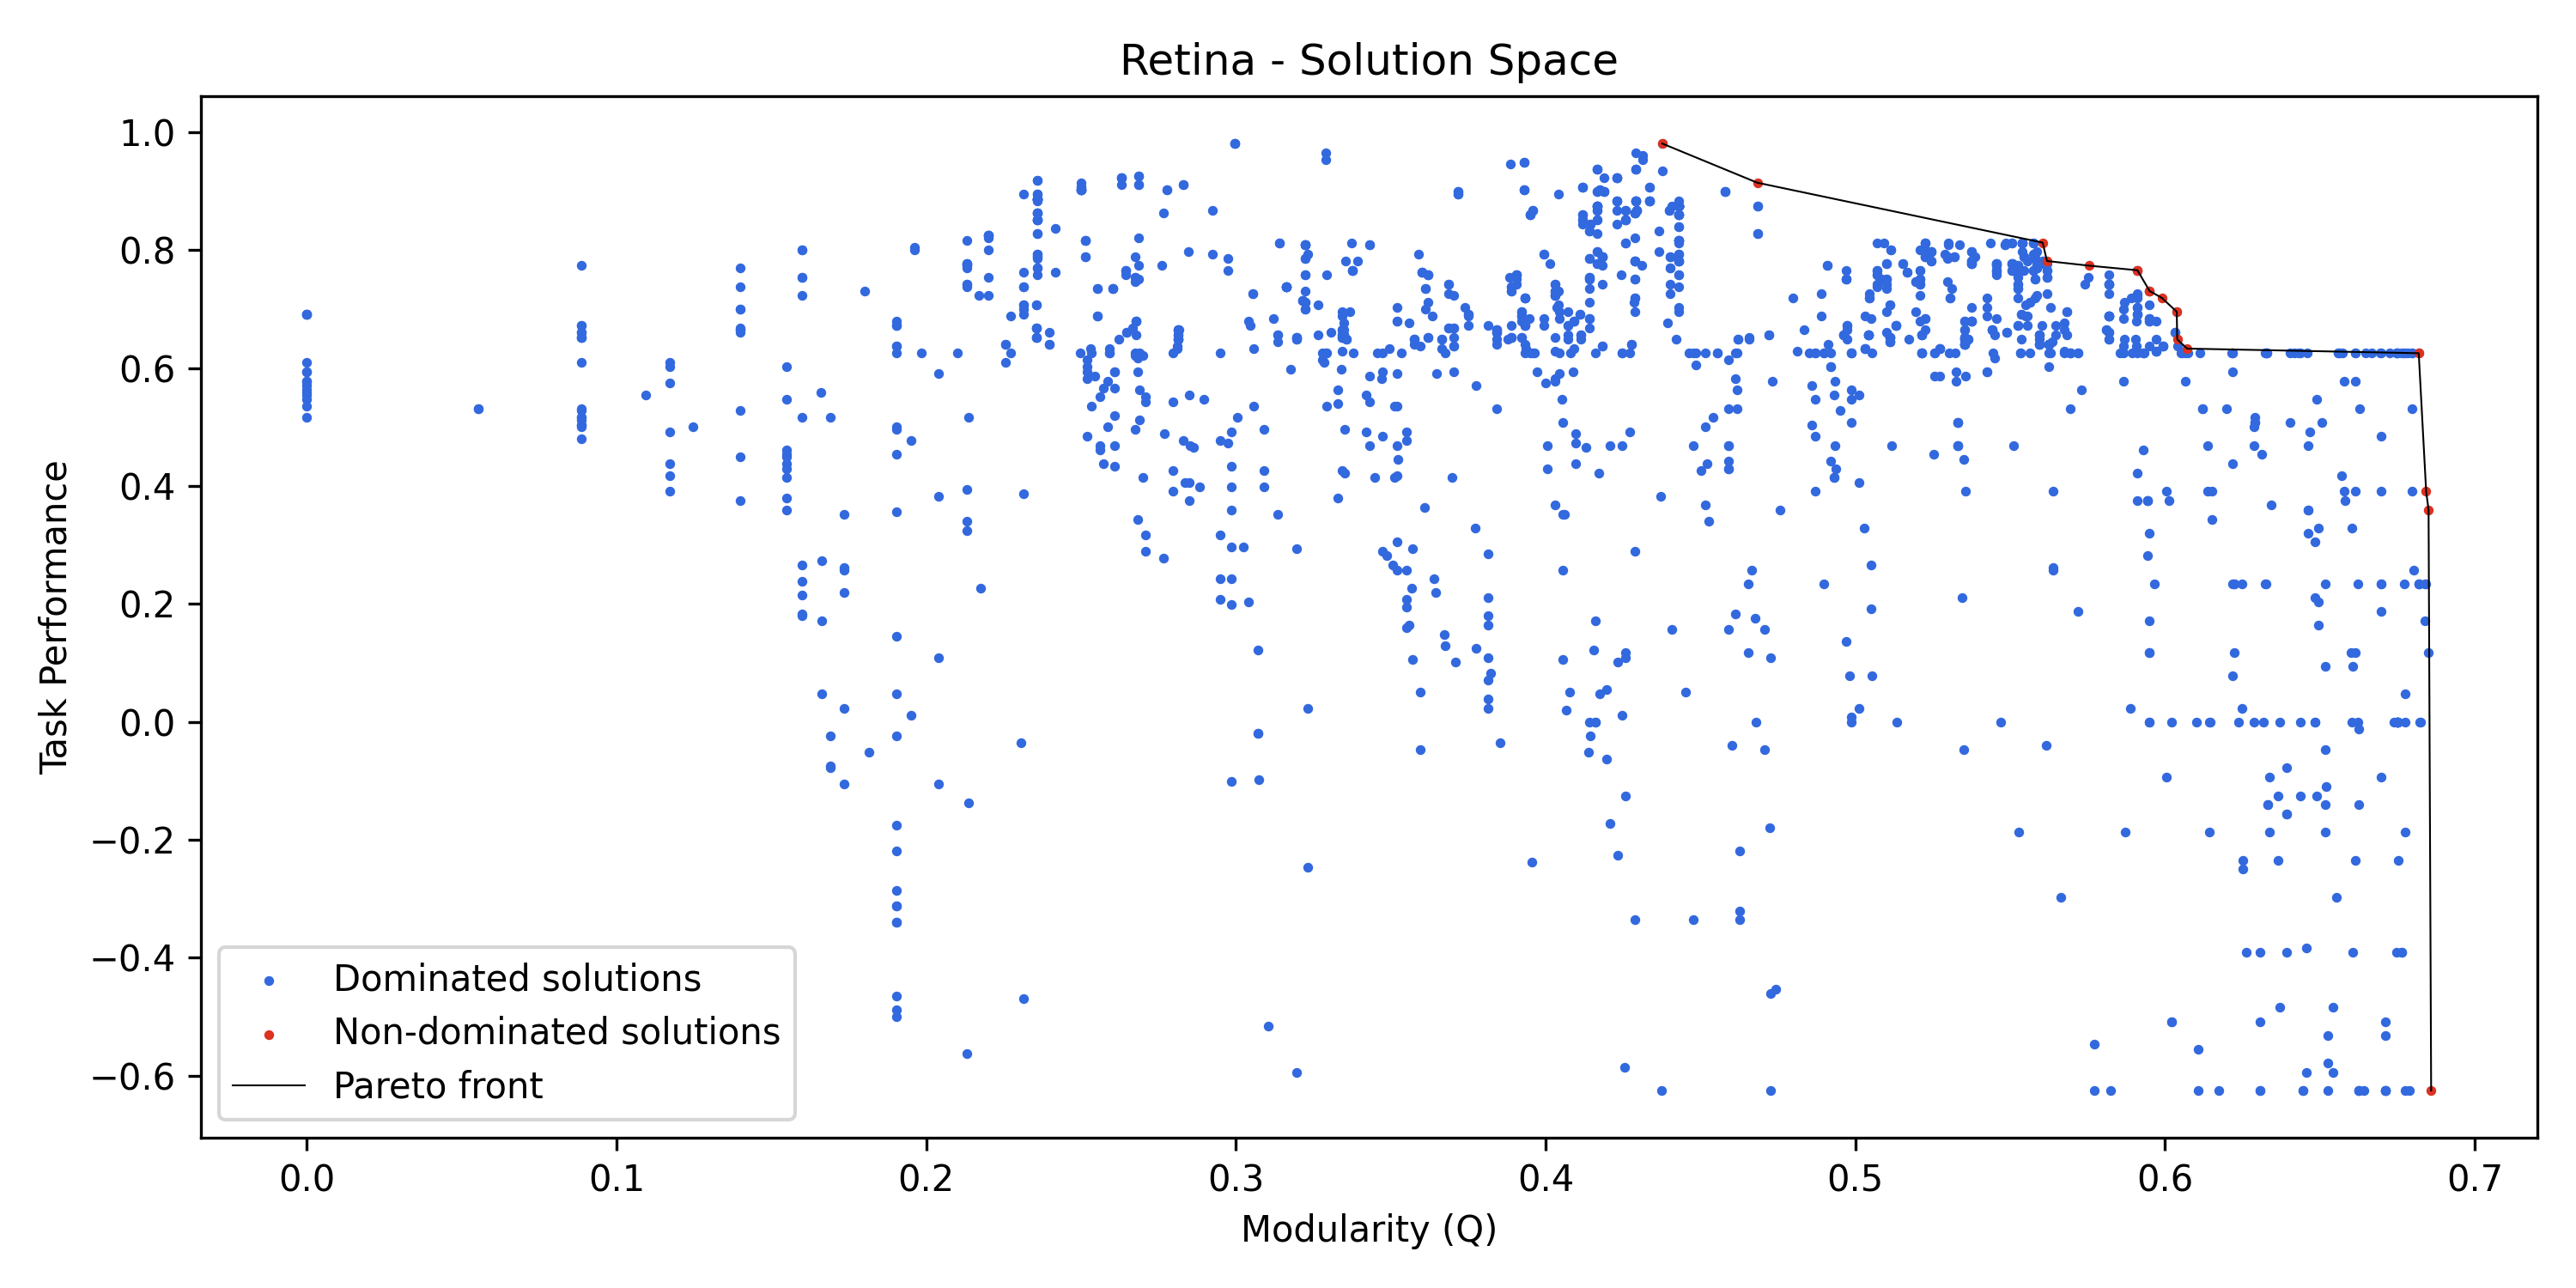 Retina - Solution Space
1.0
0.8
0.6
0.4
0.2
0.0
−0.2
−0.4
−0.6
Task Performance
Dominated solutions
Non-dominated solutions
Pareto front
0.0 0.1 0.2 0.3 0.4 0.5 0.6 0.7
Modularity (Q)